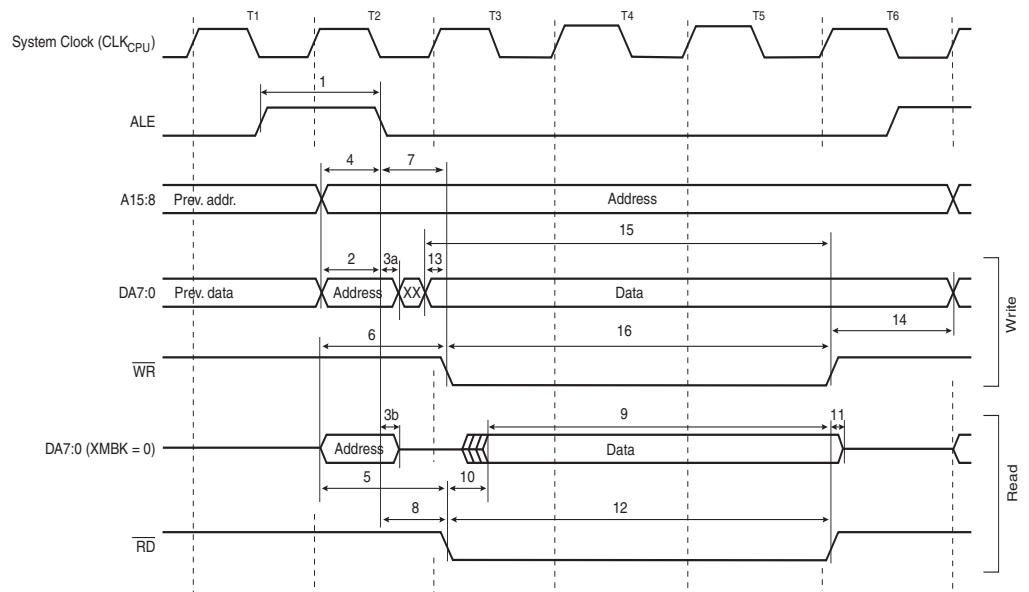 T1 T2 T3 T4 T5 T6
System Clock (CLKCPU)
1
ALE
4 7
A15:8 Prev. addr. Address
15
2 3a 13
DA7:0 Prev. data Address XX Data
14
6 16
WR
Write
3b 9 11
DA7:0 (XMBK = 0) Address Data
5 10
8 12
RD
Read